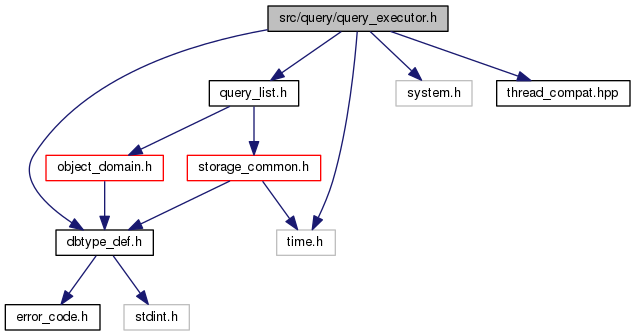 src/query/query_executor.h
query_list.h
system.h
thread_compat.hpp
object_domain.h
storage_common.h
dbtype_def.h
time.h
error_code.h
stdint.h